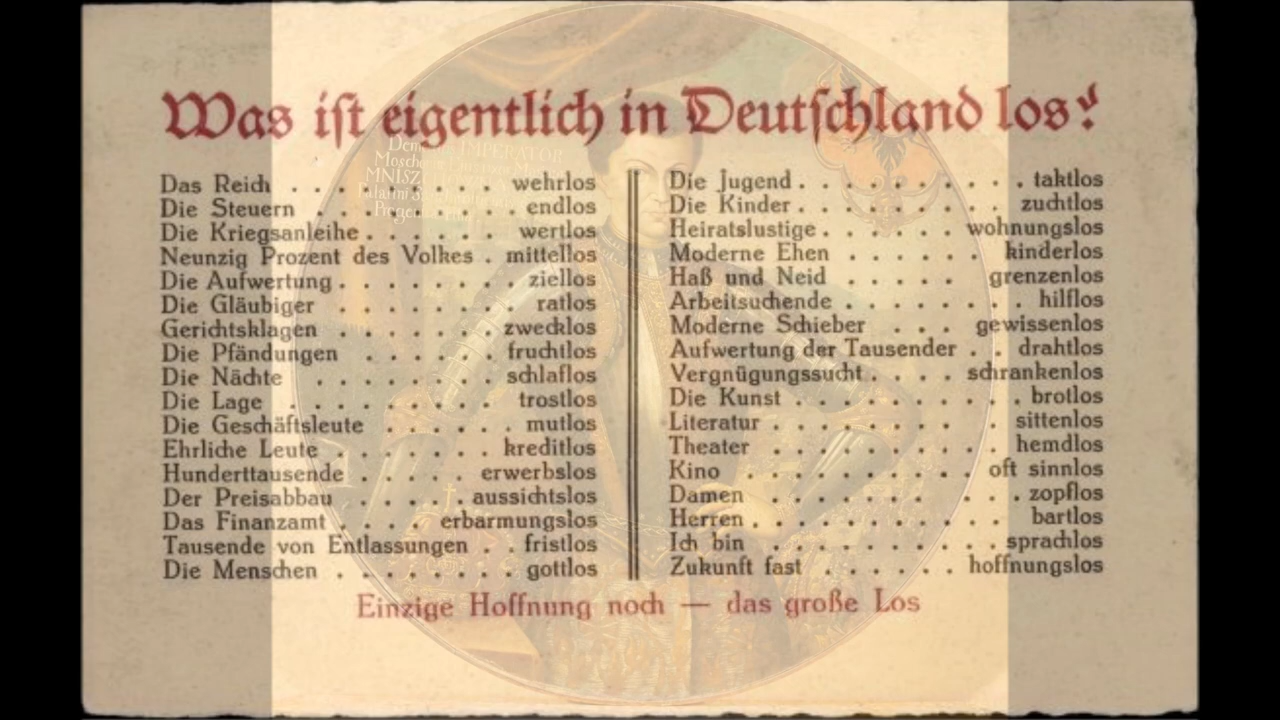 Was ist eigentlich in Deutschland los?
Das Reich . . . . . . . . . wehrlos
Die Steuern . . . . . . . . . endlos
Die Kriegsanleihe . . . . . . wertlos
Neunzig Prozent des Volkes . mittellos
Die Aufwertung . . . . . . . ziellos
Die Gläubiger . . . . . . . ratlos
Gerichtsklagen . . . . . . . zwecklos
Die Pfändungen . . . . . . fruchtlos
Die Nächte . . . . . . . . schlaflos
Die Lage . . . . . . . . . trostlos
Die Geschäftsleute . . . . . . mutlos
Ehrliche Leute . . . . . . . kreditlos
Hunderttausende . . . . . erwerbslos
Der Preisabbau . . . . . aussichtslos
Das Finanzamt . . . . erbarmungslos
Tausende von Entlassungen . . fristlos
Die Menschen . . . . . . . . gottlos
Die Jugend . . . . . . . . . . taktlos
Die Kinder . . . . . . . . . zuchtlos
Heiratslustige . . . . . . wohnungslos
Moderne Ehen . . . . . . kinderlos
Haß und Neid . . . . . . grenzenlos
Arbeitsuchende . . . . . . . . hilflos
Moderne Schieber . . . gewissenlos
Aufwertung der Tausender . . drahtlos
Vergnügungssucht . . . . schrankenlos
Die Kunst . . . . . . . . . . brotlos
Literatur . . . . . . . . . . sittenlos
Theater . . . . . . . . . . hemdlos
Kino . . . . . . . . . . oft sinnlos
Damen . . . . . . . . . . . zopflos
Herren . . . . . . . . . . . bartlos
Ich bin . . . . . . . . . . sprachlos
Zukunft fast . . . . . . hoffnungslos
Einzige Hoffnung noch — das große Los
IMPERATOR